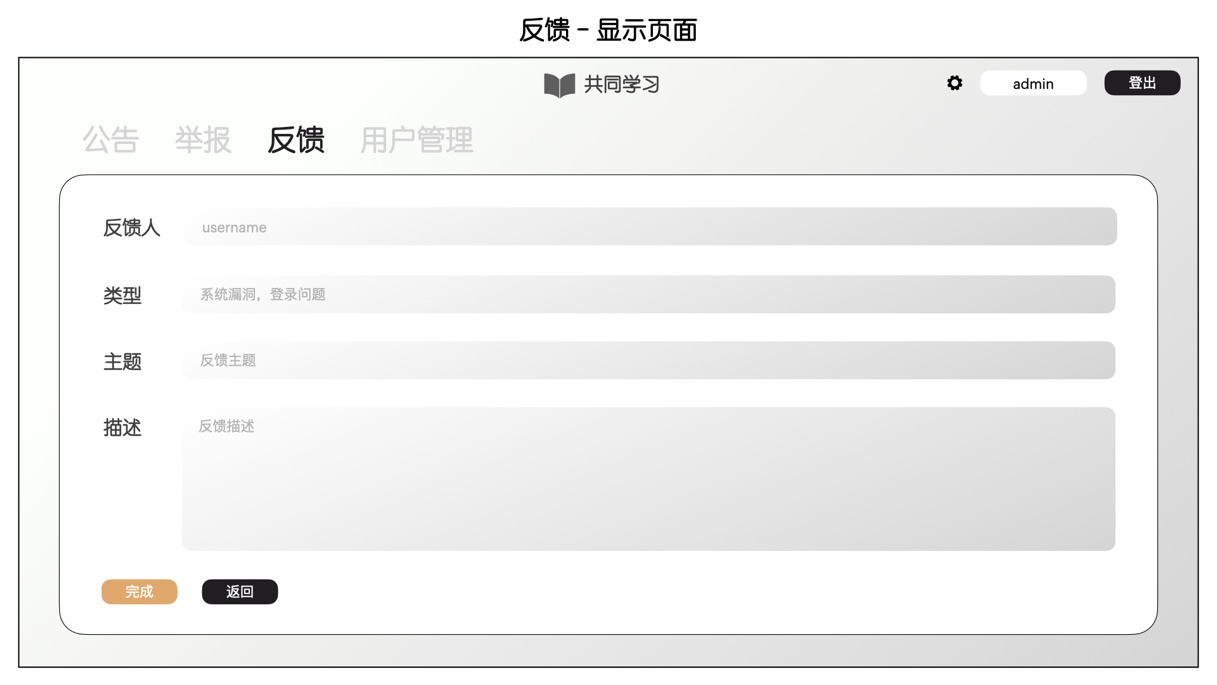 反馈 - 显示页面
共同学习
admin
登出
公告 举报 反馈 用户管理
反馈人
username
类型
系统漏洞，登录问题
主题
反馈主题
描述
反馈描述
完成
返回